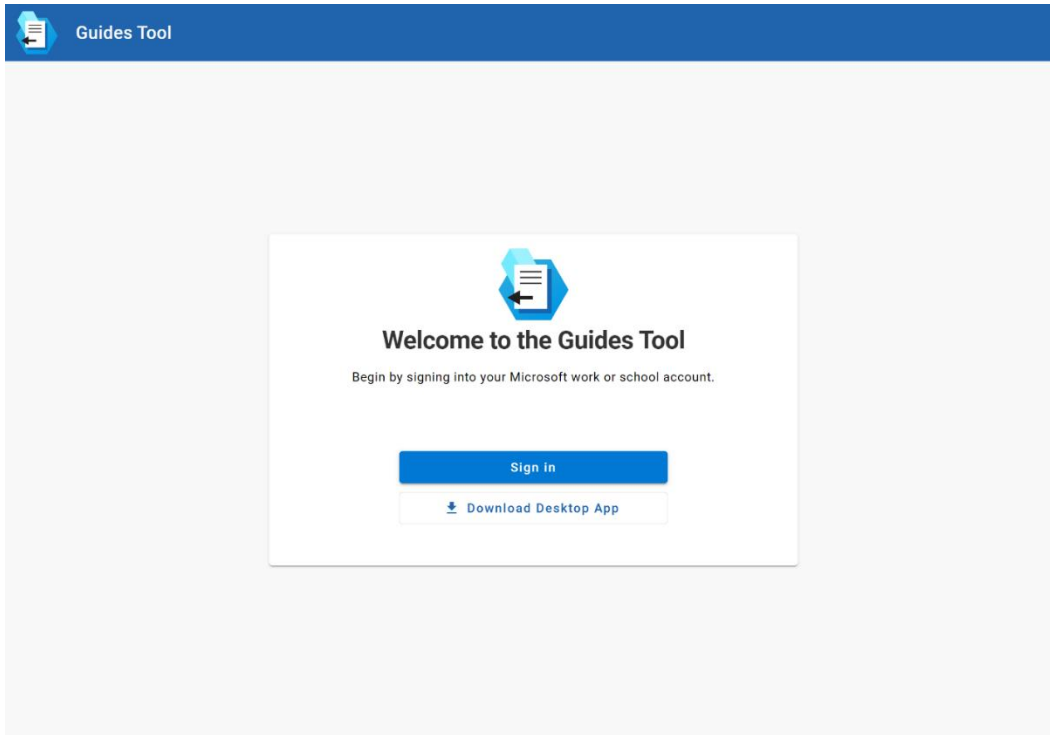 Guides Tool
Welcome to the Guides Tool
Begin by signing into your Microsoft work or school account.
Sign in
Download Desktop App